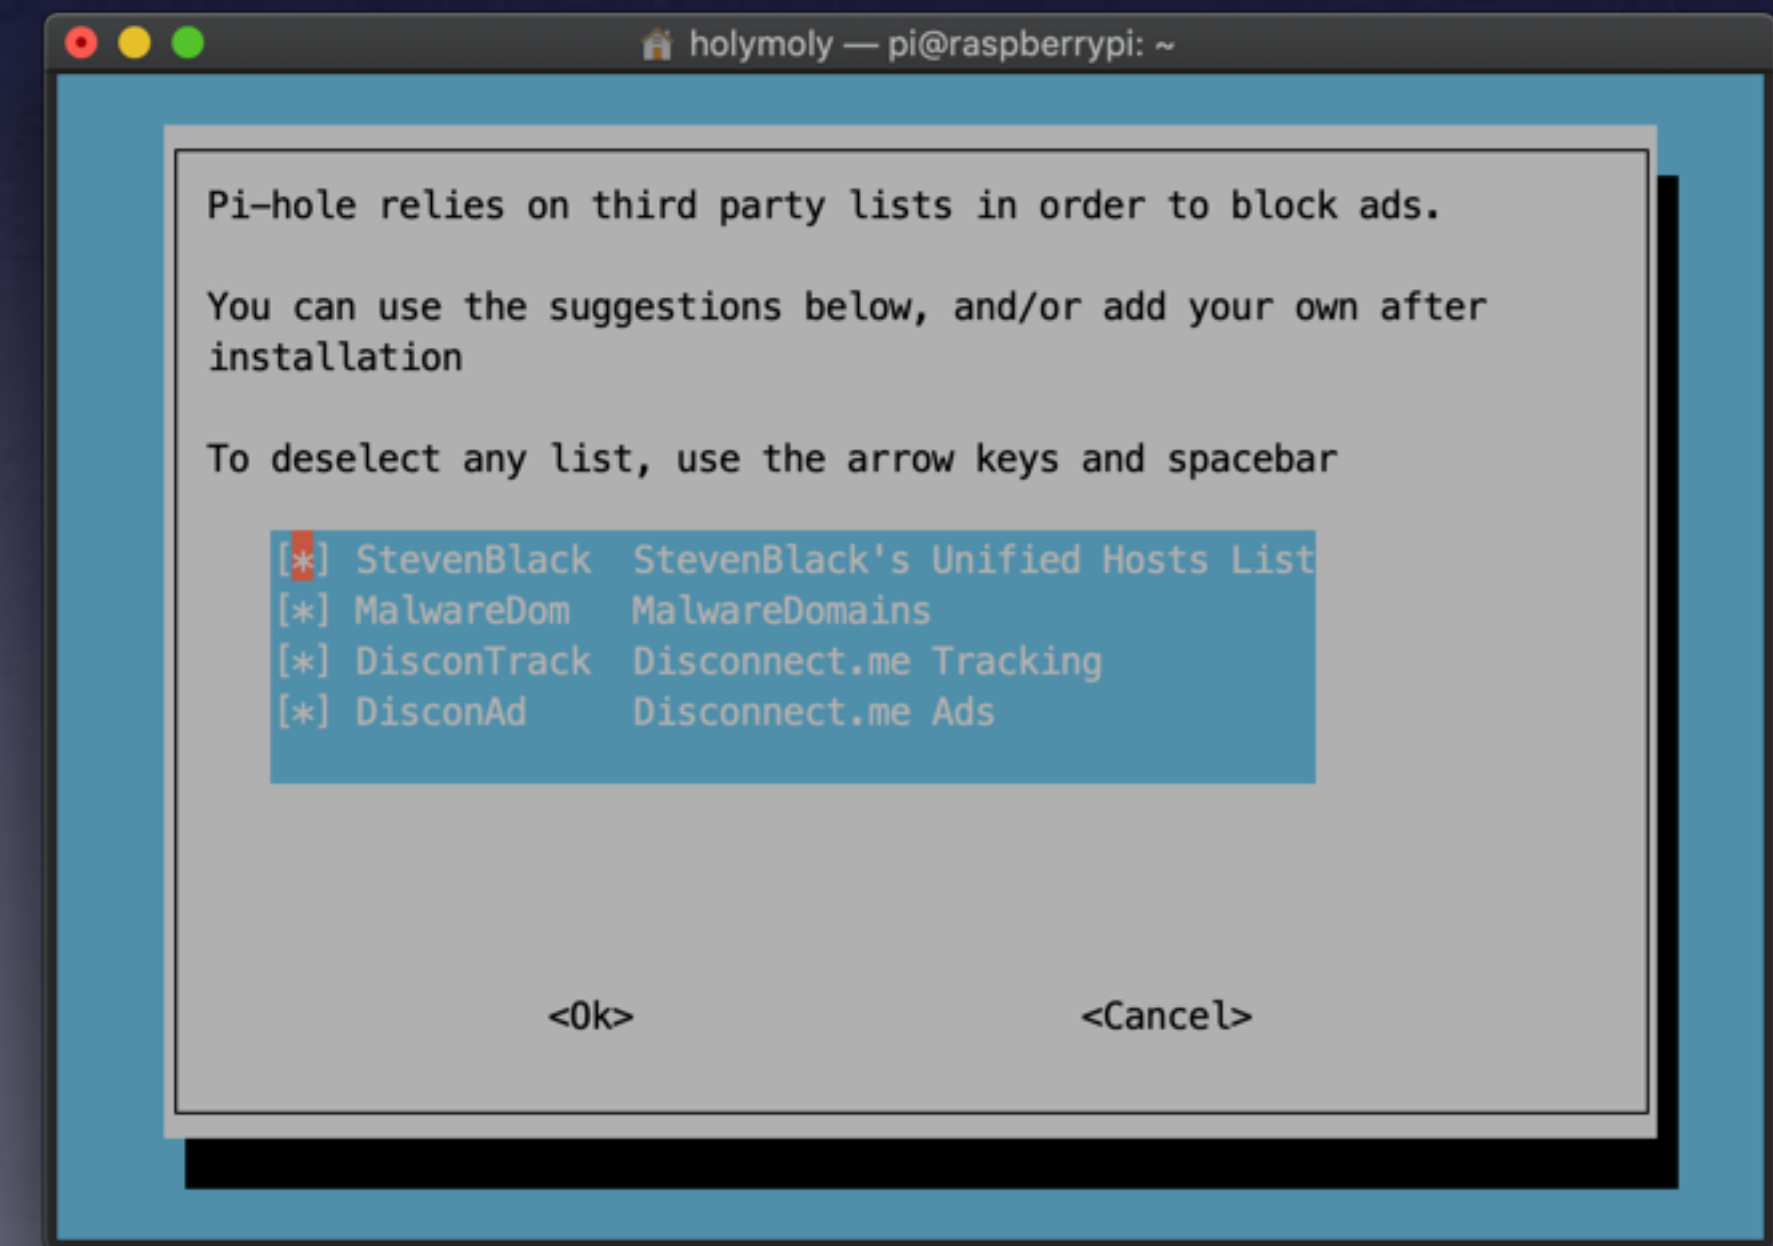 holymoly — pi@raspberrypi: ~
Pi-hole relies on third party lists in order to block ads.
You can use the suggestions below, and/or add your own after
installation
To deselect any list, use the arrow keys and spacebar
[*] StevenBlack  StevenBlack's Unified Hosts List
[*] MalwareDom   MalwareDomains
[*] DisconTrack  Disconnect.me Tracking
[*] DisconAd     Disconnect.me Ads
<Ok> <Cancel>